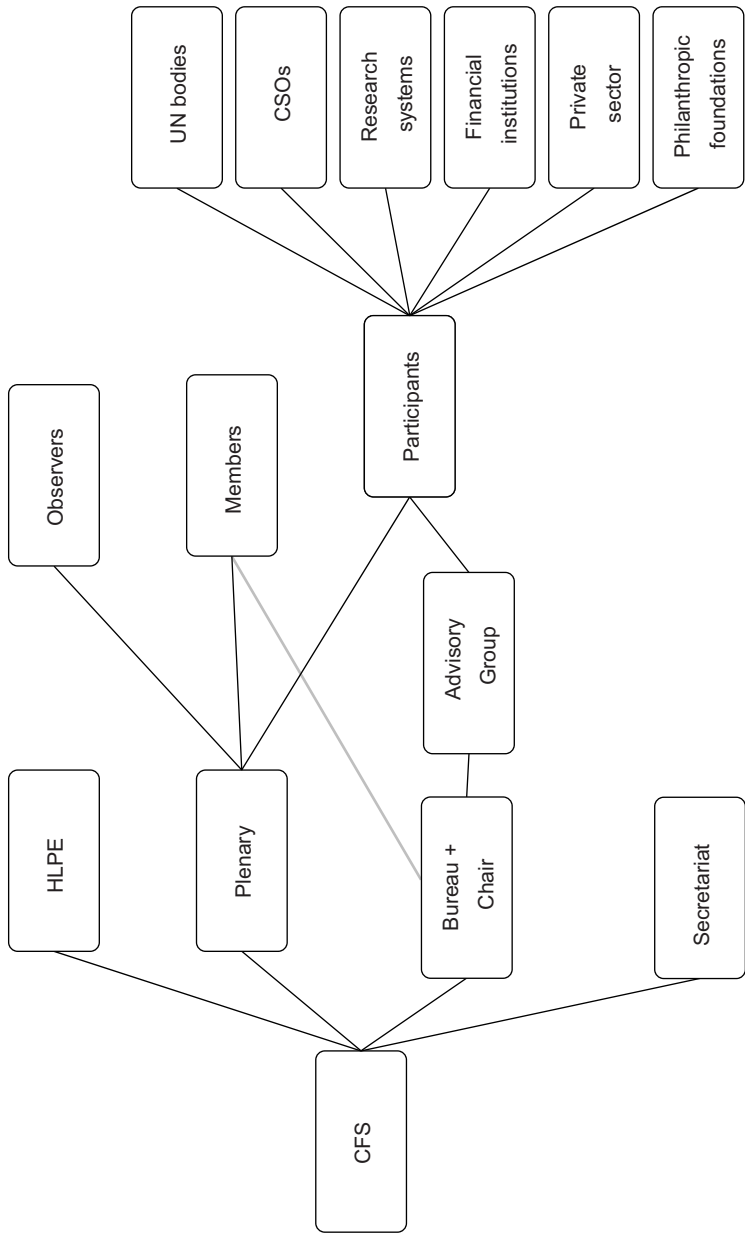 CFS
HLPE
Plenary
Bureau +
Chair
Secretariat
Advisory
Group
Observers
Members
Participants
UN bodies
CSOs
Research
systems
Financial
institutions
Private
sector
Philanthropic
foundations